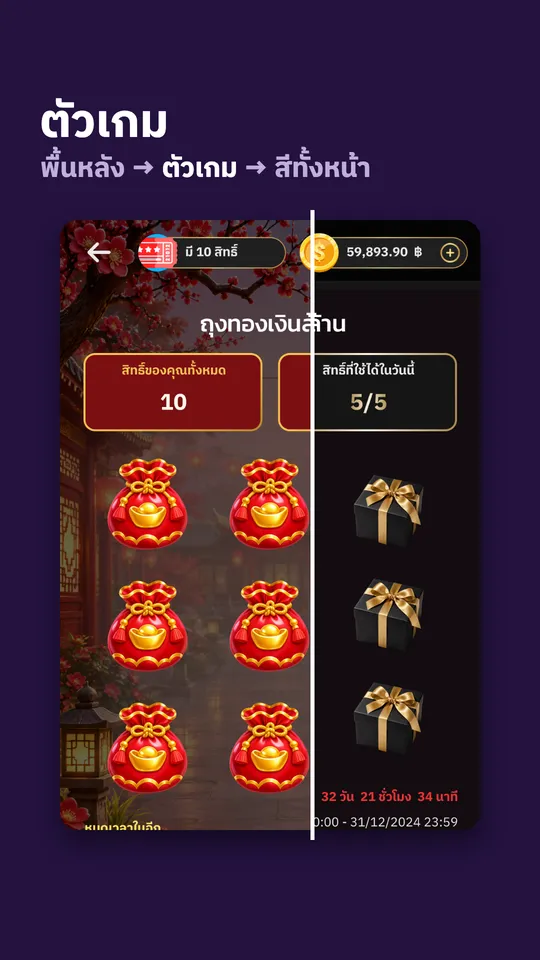 ตัวเกม
พื้นหลัง → ตัวเกม → สีทั้งหน้า
มี 10 สิทธิ์
59,893.90 ฿
ถุงทองเงินล้าน
สิทธิ์ของคุณทั้งหมด
สิทธิ์ที่ใช้ได้ในวันนี้
10
5/5
32 วัน 21 ชั่วโมง 34 นาที
0:00 - 31/12/2024 23:59